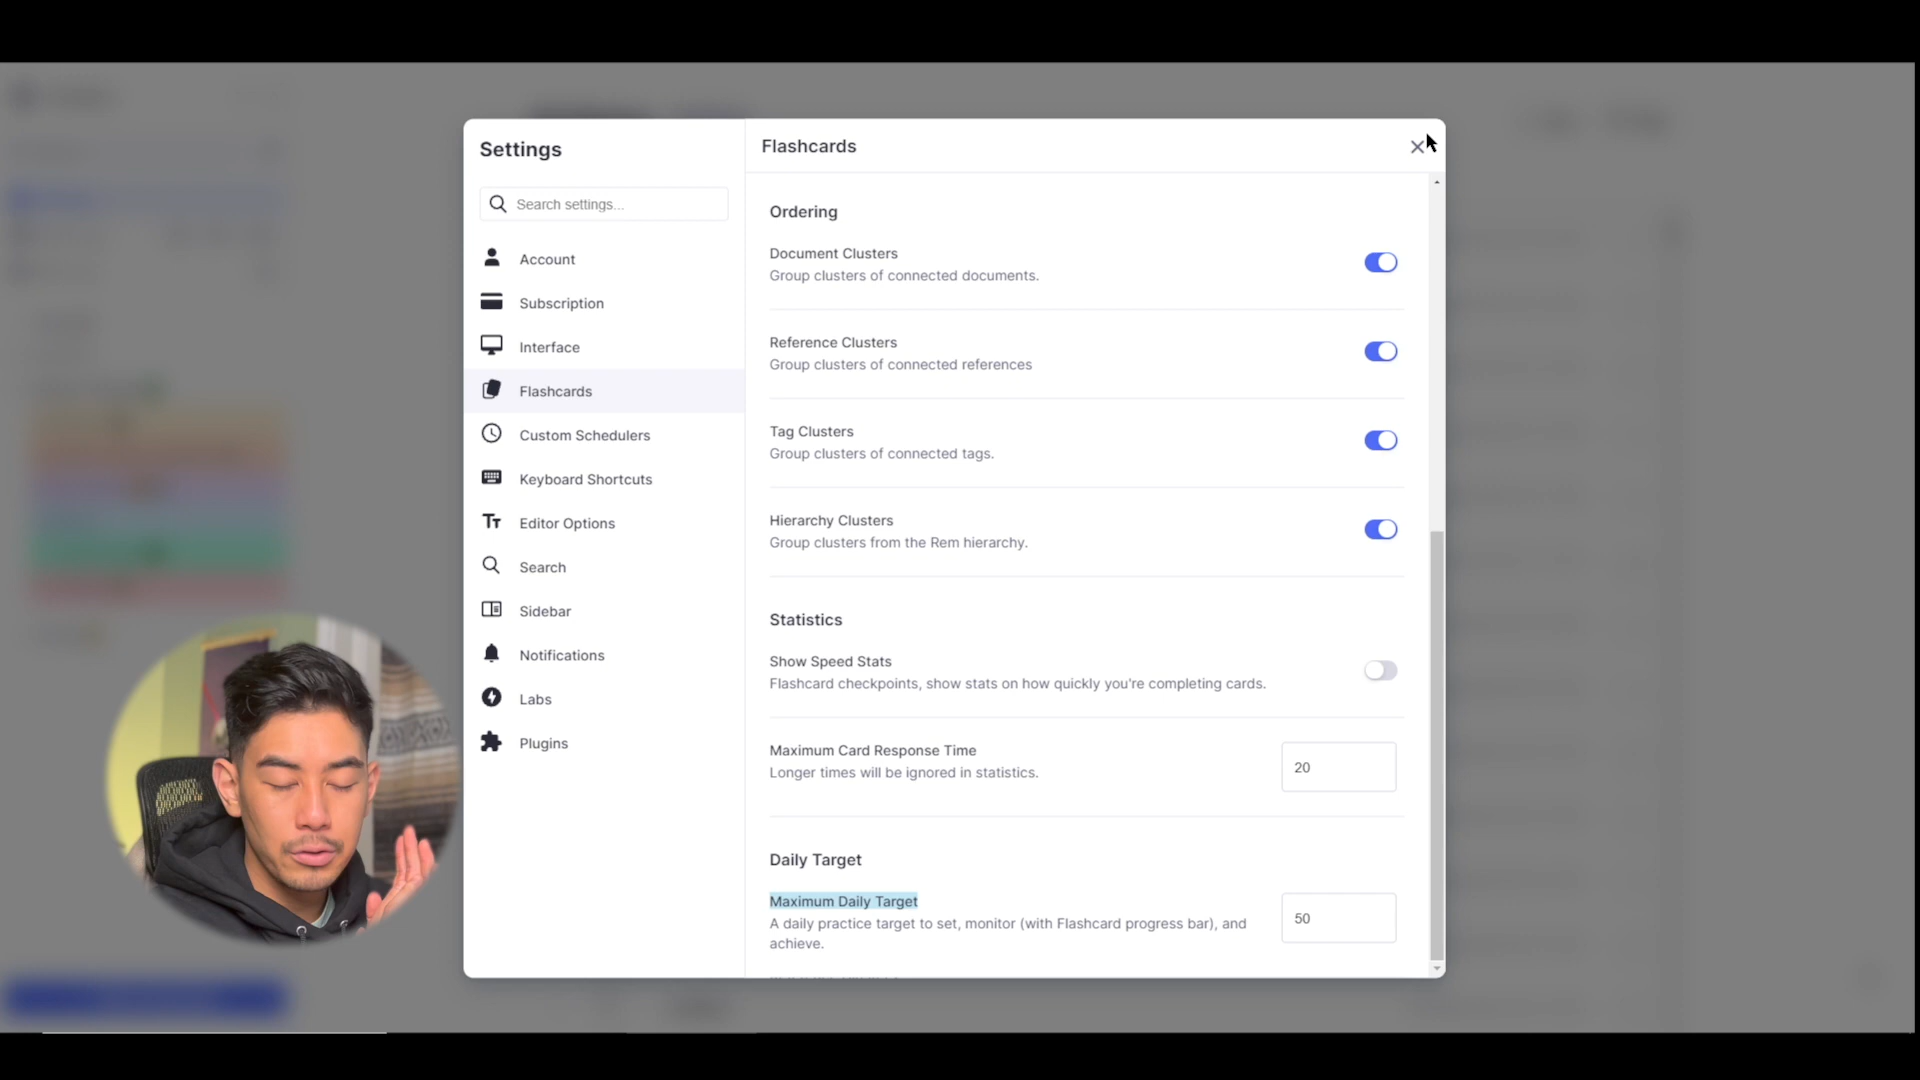 Settings
Search settings...
Account
Subscription
Interface
Flashcards
Custom Schedulers
Keyboard Shortcuts
Editor Options
Search
Sidebar
Notifications
Labs
Plugins
Flashcards
Ordering
Document Clusters
Group clusters of connected documents.
Reference Clusters
Group clusters of connected references
Tag Clusters
Group clusters of connected tags.
Hierarchy Clusters
Group clusters from the Rem hierarchy.
Statistics
Show Speed Stats
Flashcard checkpoints, show stats on how quickly you're completing cards.
Maximum Card Response Time
Longer times will be ignored in statistics.
20
Daily Target
Maximum Daily Target
A daily practice target to set, monitor (with Flashcard progress bar), and
achieve.
50